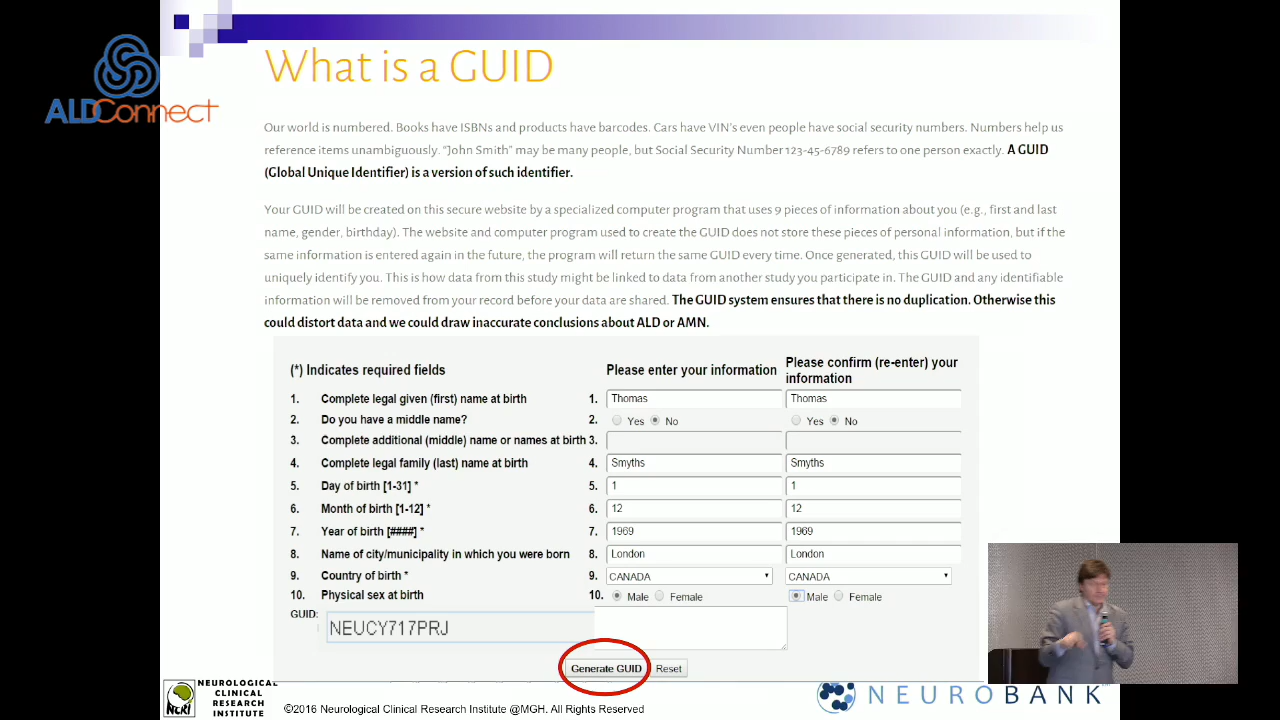 What is a GUID
ALDConnect
Our world is numbered. Books have ISBNs and products have barcodes. Cars have VIN's even people have social security numbers. Numbers help us
reference items unambiguously. "John Smith" may be many people, but Social Security Number 123-45-6789 refers to one person exactly. A GUID
(Global Unique Identifier) is a version of such identifier.
Your GUID will be created on this secure website by a specialized computer program that uses 9 pieces of information about you (e.g., first and last
name, gender, birthday). The website and computer program used to create the GUID does not store these pieces of personal information, but if the
same information is entered again in the future, the program will return the same GUID every time. Once generated, this GUID will be used to
uniquely identify you. This is how data from this study might be linked to data from another study you participate in. The GUID and any identifiable
information will be removed from your record before your data are shared. The GUID system ensures that there is no duplication. Otherwise this
could distort data and we could draw inaccurate conclusions about ALD or AMN.
(*) Indicates required fields Please enter your information Please confirm (re-enter) your
information
1. Complete legal given (first) name at birth 1. Thomas Thomas
2. Do you have a middle name? 2. Yes No Yes No
3. Complete additional (middle) name or names at birth 3.
4. Complete legal family (last) name at birth 4. Smyths Smyths
5. Day of birth [1-31] * 5. 1 1
6. Month of birth [1-12] * 6. 12 12
7. Year of birth [####] * 7. 1969 1969
8. Name of city/municipality in which you were born 8. London London
9. Country of birth * 9. CANADA CANADA
10. Physical sex at birth 10. Male Female Male Female
GUID:
NEUCY717PRJ
Generate GUID Reset
NCRI
NEUROLOGICAL
CLINICAL
RESEARCH
INSTITUTE
©2016 Neurological Clinical Research Institute @MGH. All Rights Reserved
NEUROBANK